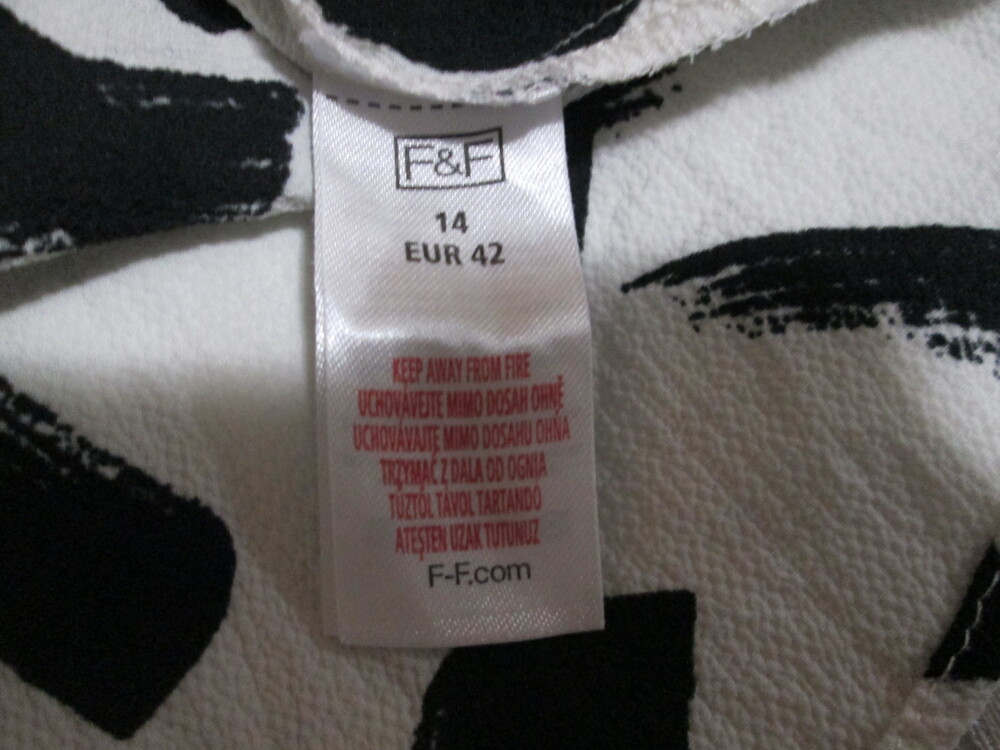 F&F
14
EUR 42
KEEP AWAY FROM FIRE
UCHOVÁVEJTE MIMO DOSAH OHNĚ
UCHOVÁVAJTE MIMO DOSAHU OHŇA
TRZYMAĆ Z DALA OD OGNIA
TŰZTŐL TÁVOL TARTANDÓ
ATEŞTEN UZAK TUTUNUZ
F-F.com